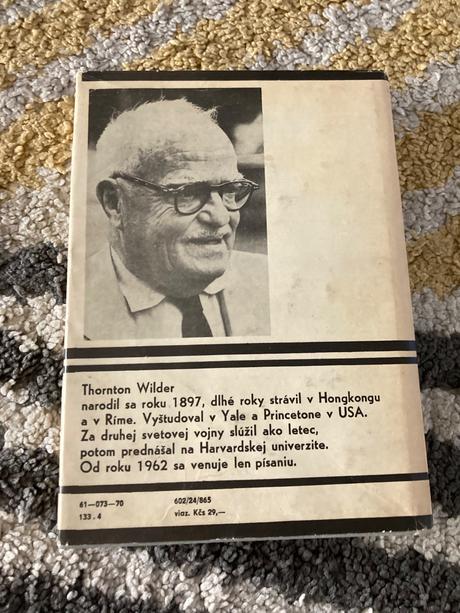 Thornton Wilder
narodil sa roku 1897, dlhé roky strávil v Hongkongu
a v Ríme. Vyštudoval v Yale a Princetone v USA.
Za druhej svetovej vojny slúžil ako letec,
potom prednášal na Harvardskej univerzite.
Od roku 1962 sa venuje len písaniu.
61—073—70
133.4
602/24/865
viaz. Kčs 29,—